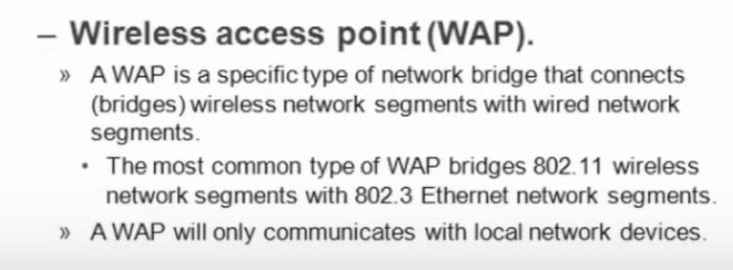 – Wireless access point (WAP).
» A WAP is a specific type of network bridge that connects
(bridges) wireless network segments with wired network
segments.
• The most common type of WAP bridges 802.11 wireless
network segments with 802.3 Ethernet network segments.
» A WAP will only communicates with local network devices.